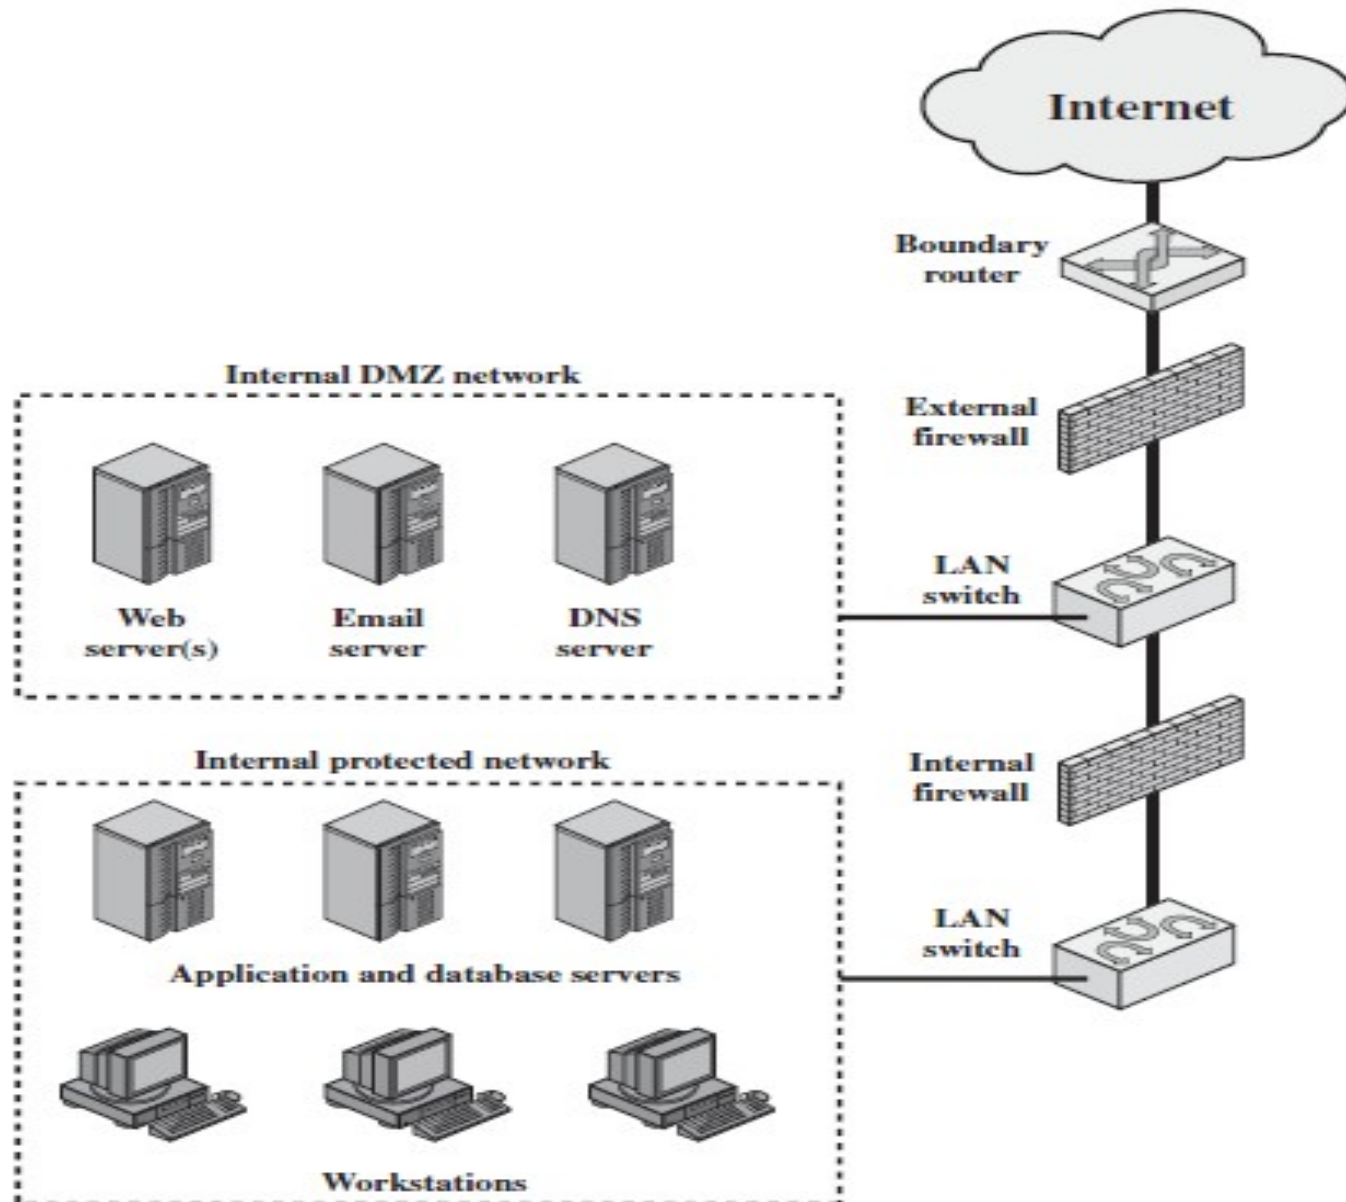 Internet
Boundary
router
Internal DMZ network
External
firewall
Web
server(s)
Email
server
DNS
server
LAN
switch
Internal protected network
Internal
firewall
Application and database servers
LAN
switch
Workstations